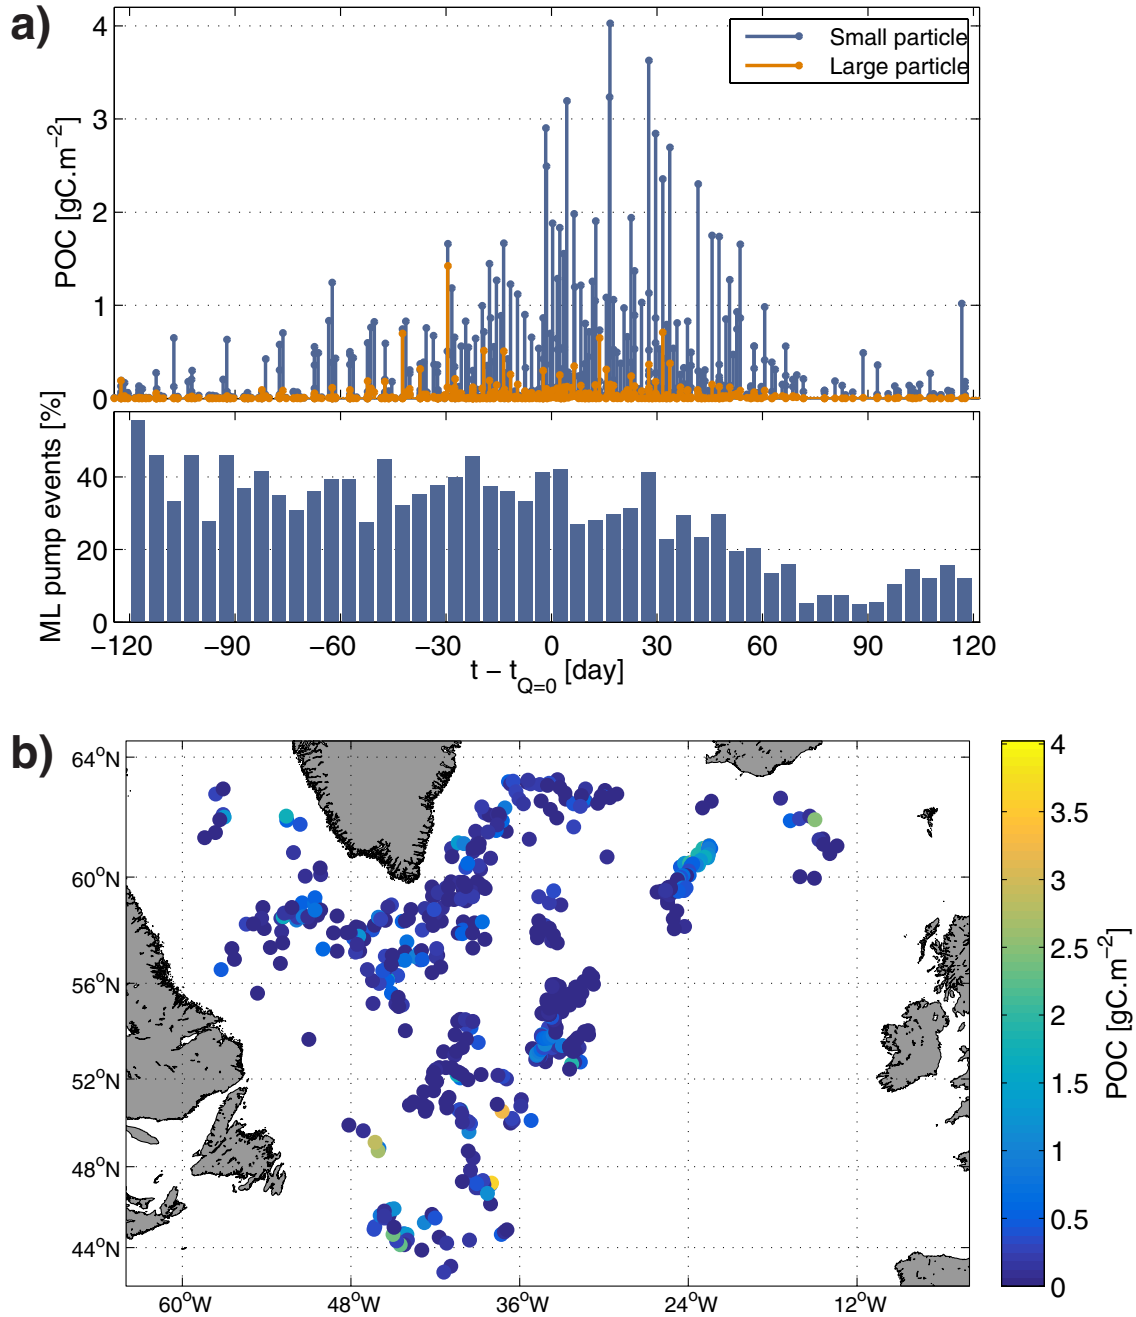 a)
4
3
2
1
0
POC [gC.m⁻²]
Small particle
Large particle
40
20
0
ML pump events [%]
−120 −90 −60 −30 0 30 60 90 120
t − t_Q=0 [day]
b)
64°N
60°N
56°N
52°N
48°N
44°N
60°W 48°W 36°W 24°W 12°W
4
3.5
3
2.5
2
1.5
1
0.5
0
POC [gC.m⁻²]